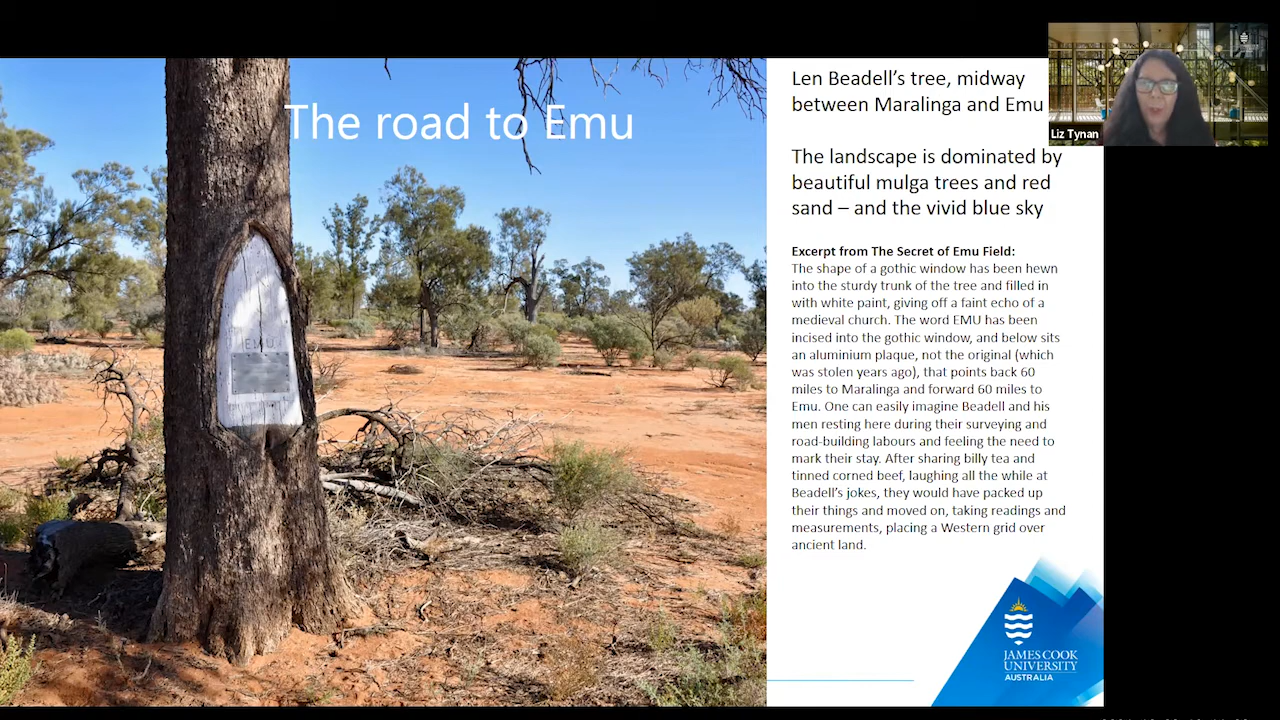 The road to Emu
EMU
Len Beadell's tree, midway
between Maralinga and Emu
The landscape is dominated by
beautiful mulga trees and red
sand – and the vivid blue sky
Excerpt from The Secret of Emu Field:
The shape of a gothic window has been hewn
into the sturdy trunk of the tree and filled in
with white paint, giving off a faint echo of a
medieval church. The word EMU has been
incised into the gothic window, and below sits
an aluminium plaque, not the original (which
was stolen years ago), that points back 60
miles to Maralinga and forward 60 miles to
Emu. One can easily imagine Beadell and his
men resting here during their surveying and
road-building labours and feeling the need to
mark their stay. After sharing billy tea and
tinned corned beef, laughing all the while at
Beadell's jokes, they would have packed up
their things and moved on, taking readings and
measurements, placing a Western grid over
ancient land.
JAMES COOK
UNIVERSITY
AUSTRALIA
Liz Tynan